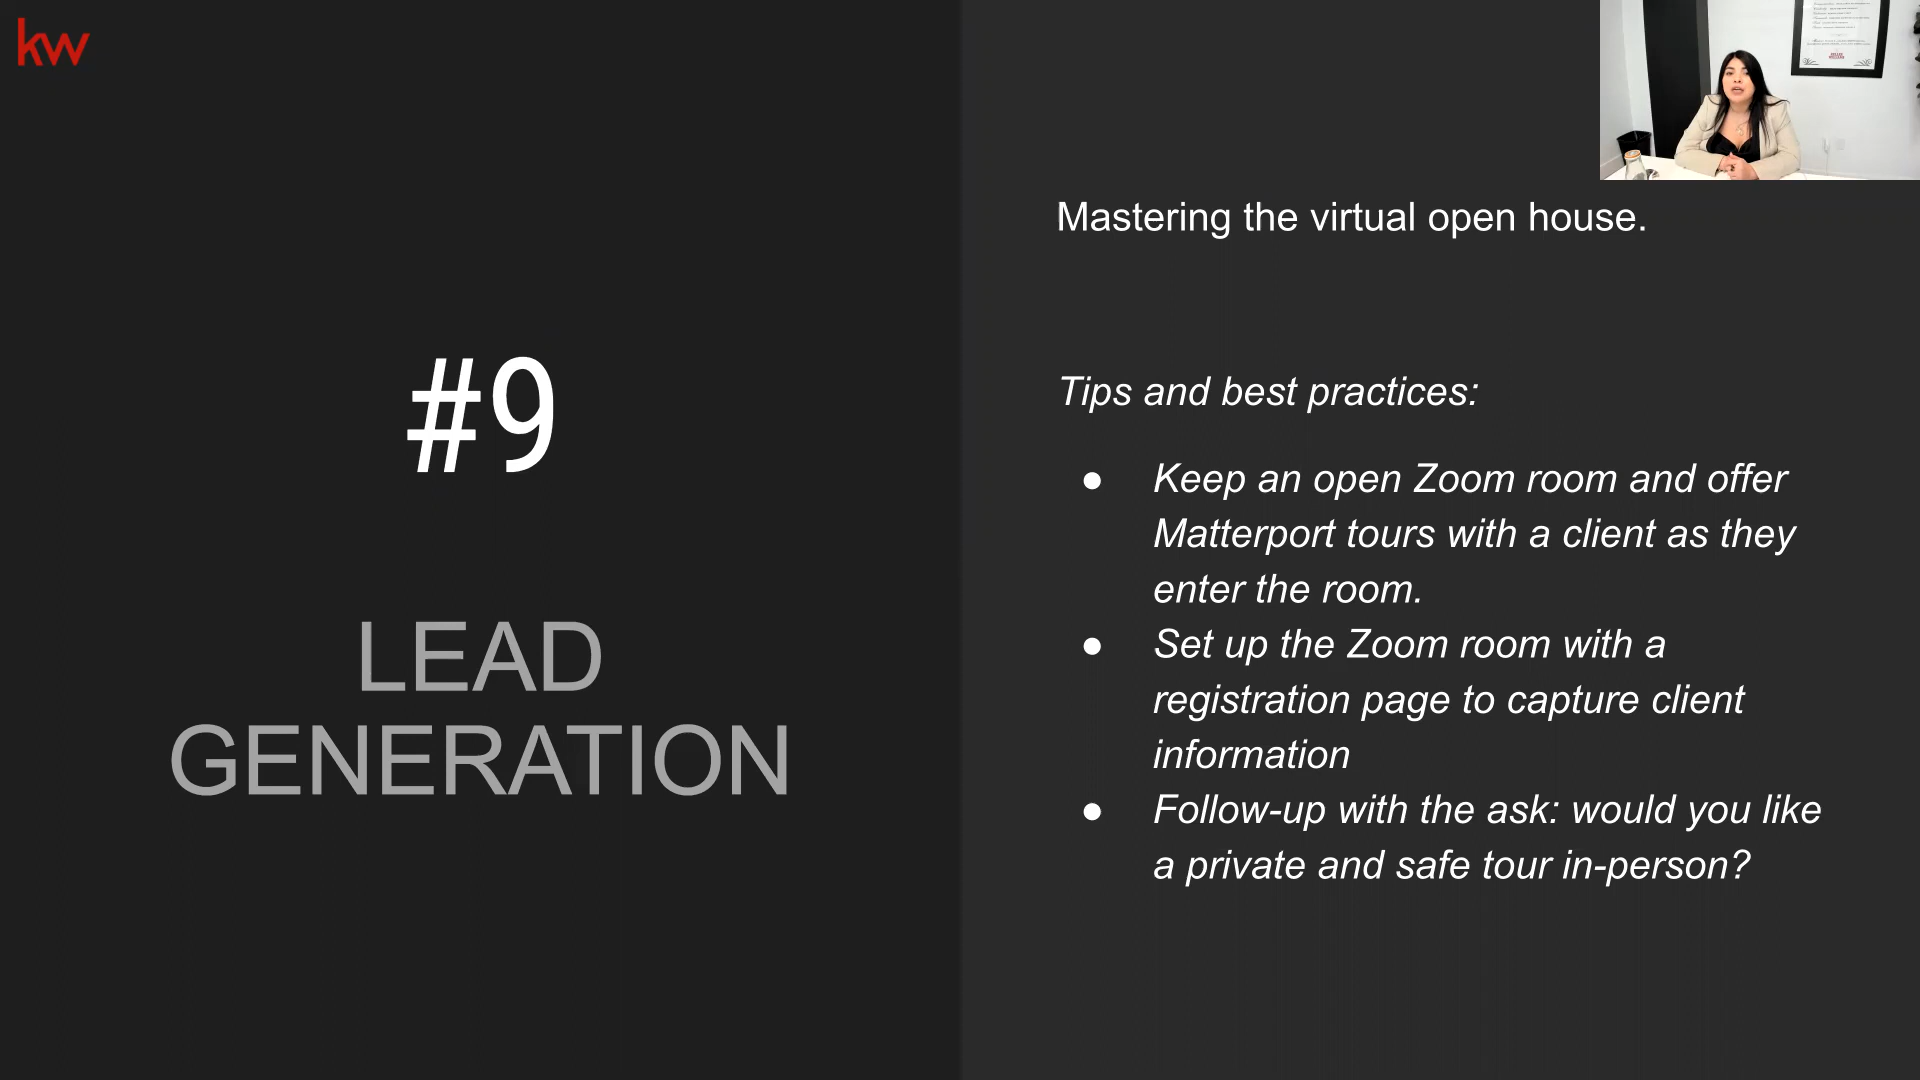 kw
Mastering the virtual open house.
#9
Tips and best practices:
● Keep an open Zoom room and offer
Matterport tours with a client as they
enter the room.
● Set up the Zoom room with a
registration page to capture client
information
● Follow-up with the ask: would you like
a private and safe tour in-person?
LEAD
GENERATION